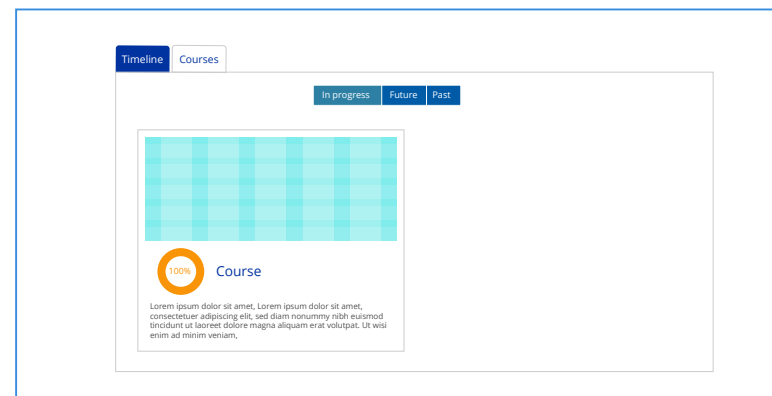 Timeline Courses
In progress Future Past
100% Course
Lorem ipsum dolor sit amet, Lorem ipsum dolor sit amet,
consectetuer adipiscing elit, sed diam nonummy nibh euismod
tincidunt ut laoreet dolore magna aliquam erat volutpat. Ut wisi
enim ad minim veniam,